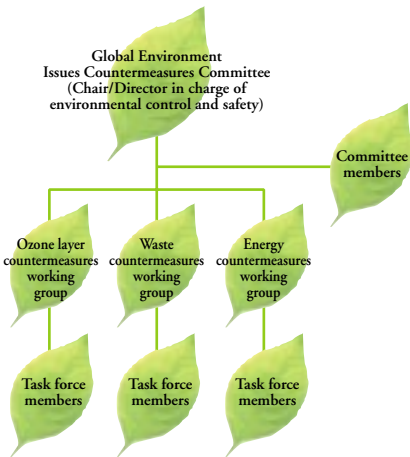 Global Environment
Issues Countermeasures Committee
(Chair/Director in charge of
environmental control and safety)
Committee
members
Ozone layer
countermeasures
working
group
Waste
countermeasures
working
group
Energy
countermeasures
working
group
Task force
members
Task force
members
Task force
members